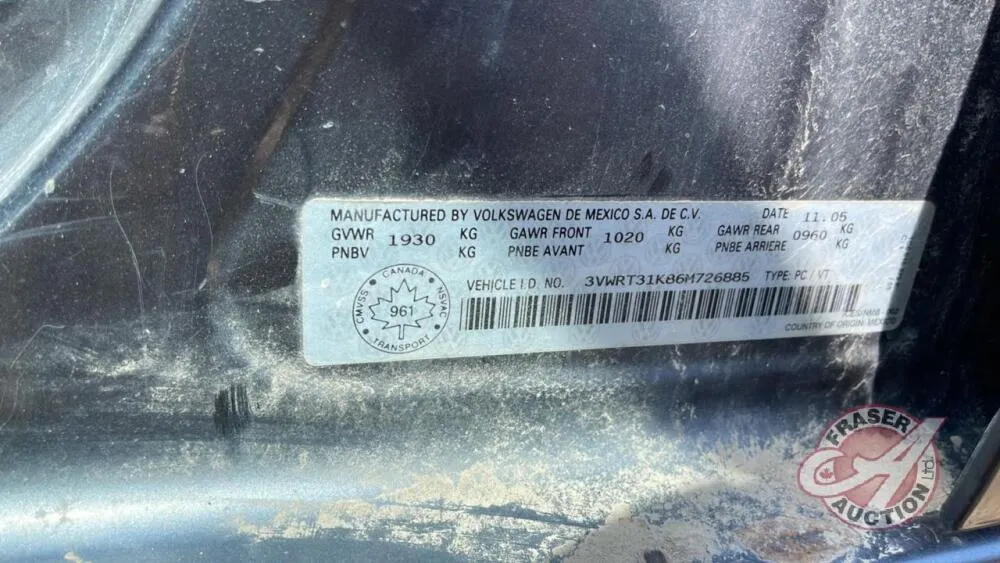 MANUFACTURED BY VOLKSWAGEN DE MEXICO S.A. DE C.V. DATE 11.05
GVWR 1930 KG GAWR FRONT 1020 KG GAWR REAR 0960 KG
PNBV KG PNBE AVANT KG PNBE ARRIERE KG
VEHICLE I.D. NO. 3VWRT31K86M726885 TYPE: PC / VT
CANADA
CMVSS NSVAC
961
TRANSPORT
COUNTRY OF ORIGIN: MEXICO
FRASER
AUCTION Ltd.